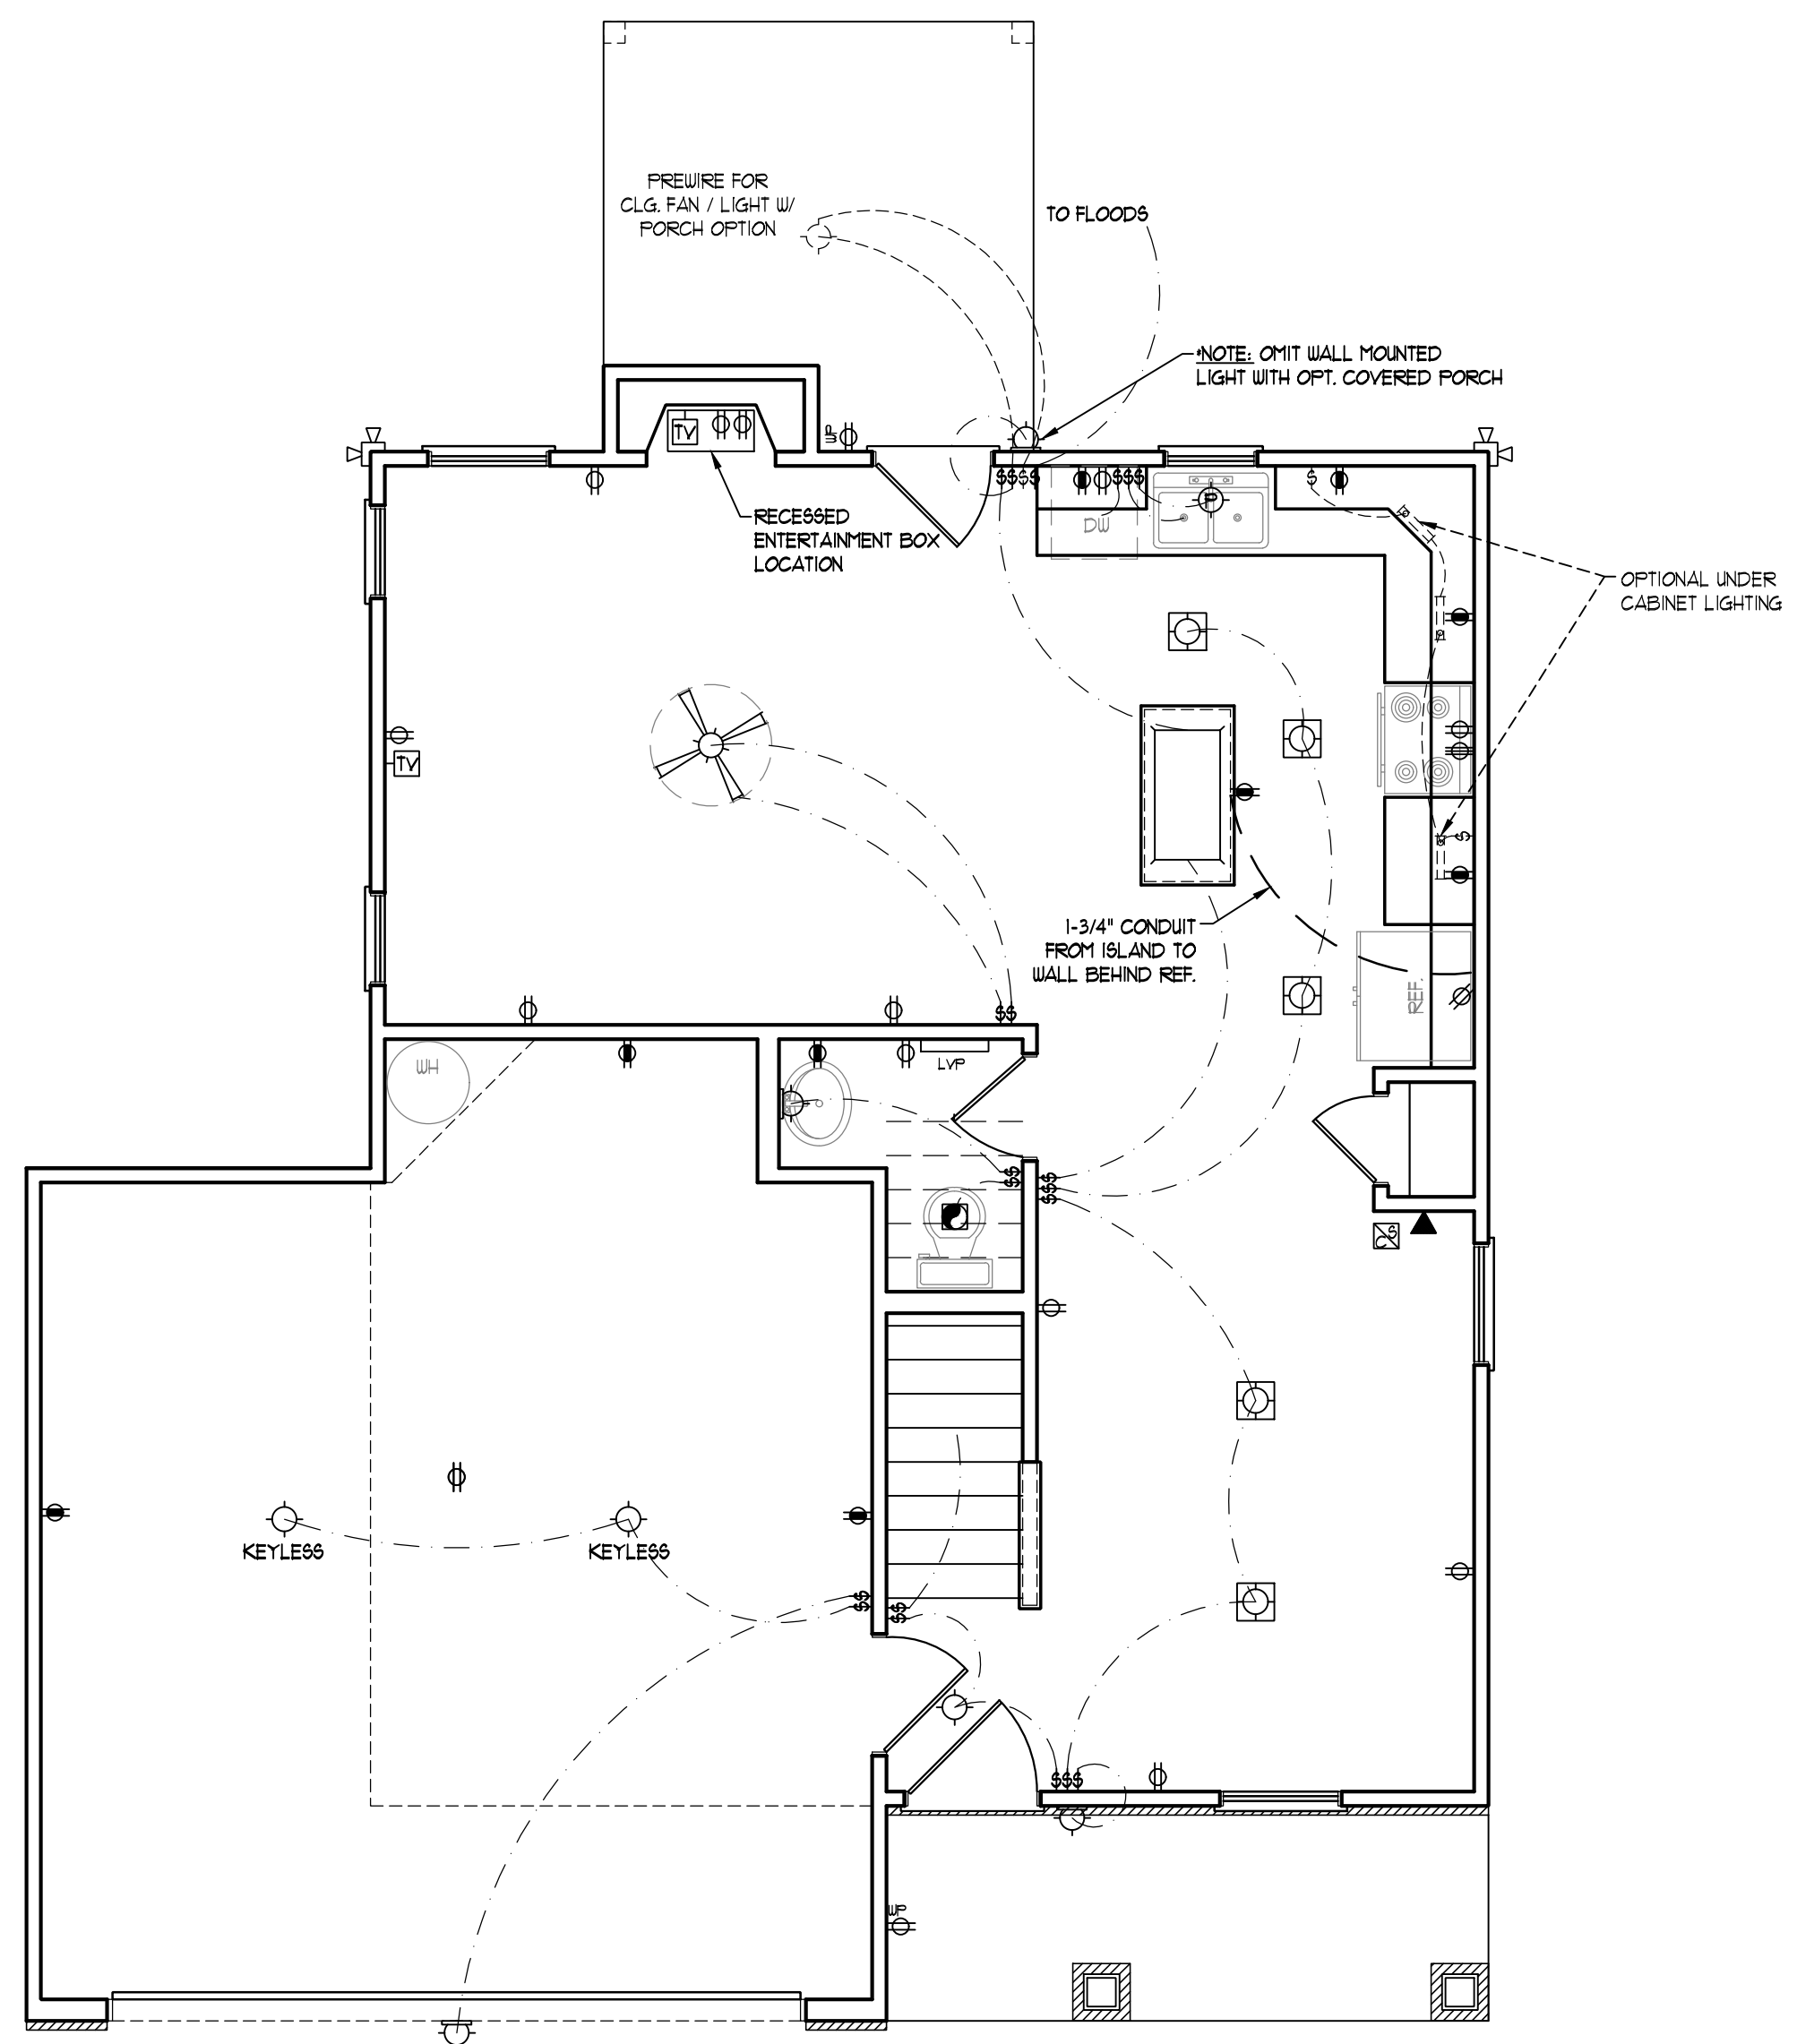 PREWIRE FOR
CLG. FAN / LIGHT W/
PORCH OPTION
TO FLOODS
*NOTE: OMIT WALL MOUNTED
LIGHT WITH OPT. COVERED PORCH
TV
WP
$$$$
$$$
$
P
DW
RECESSED
ENTERTAINMENT BOX
LOCATION
OPTIONAL UNDER
CABINET LIGHTING
TV
$
1-3/4" CONDUIT
FROM ISLAND TO
WALL BEHIND REF.
REF.
$$
WH
LVP
$$
$$$
CS
KEYLESS
KEYLESS
$$
$$
$$$
WP